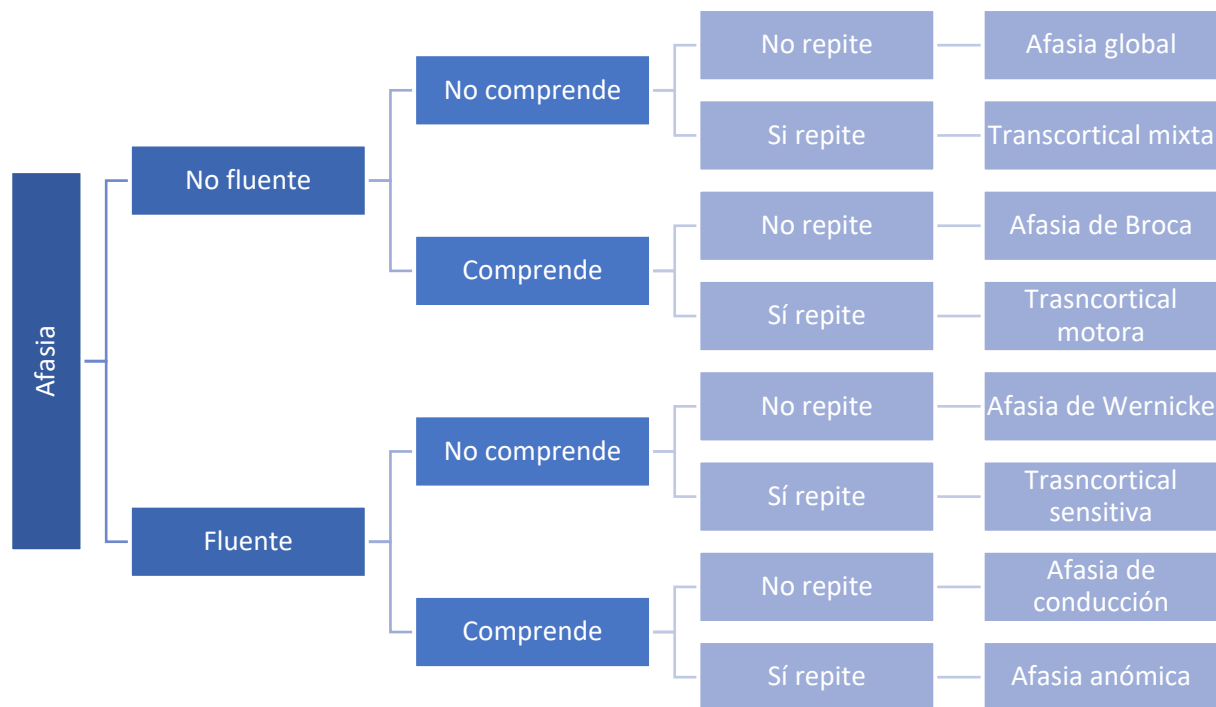 Afasia
No fluente
No comprende
No repite
Afasia global
Si repite
Transcortical mixta
Comprende
No repite
Afasia de Broca
Sí repite
Trasncortical
motora
Fluente
No comprende
No repite
Afasia de Wernicke
Sí repite
Trasncortical
sensitiva
Comprende
No repite
Afasia de
conducción
Sí repite
Afasia anómica